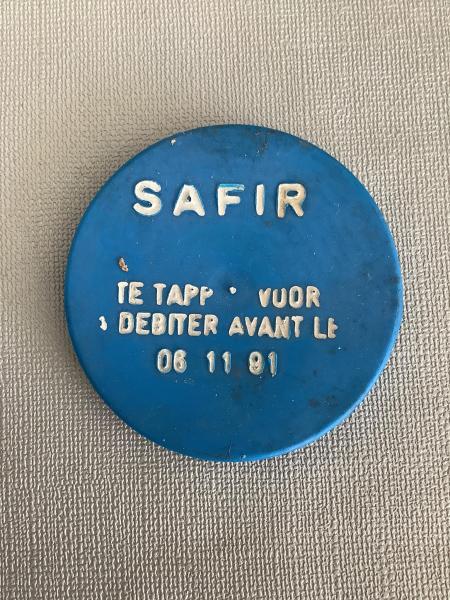 SAFIR
TE TAPP VOOR
DEBITER AVANT LE
06 11 91